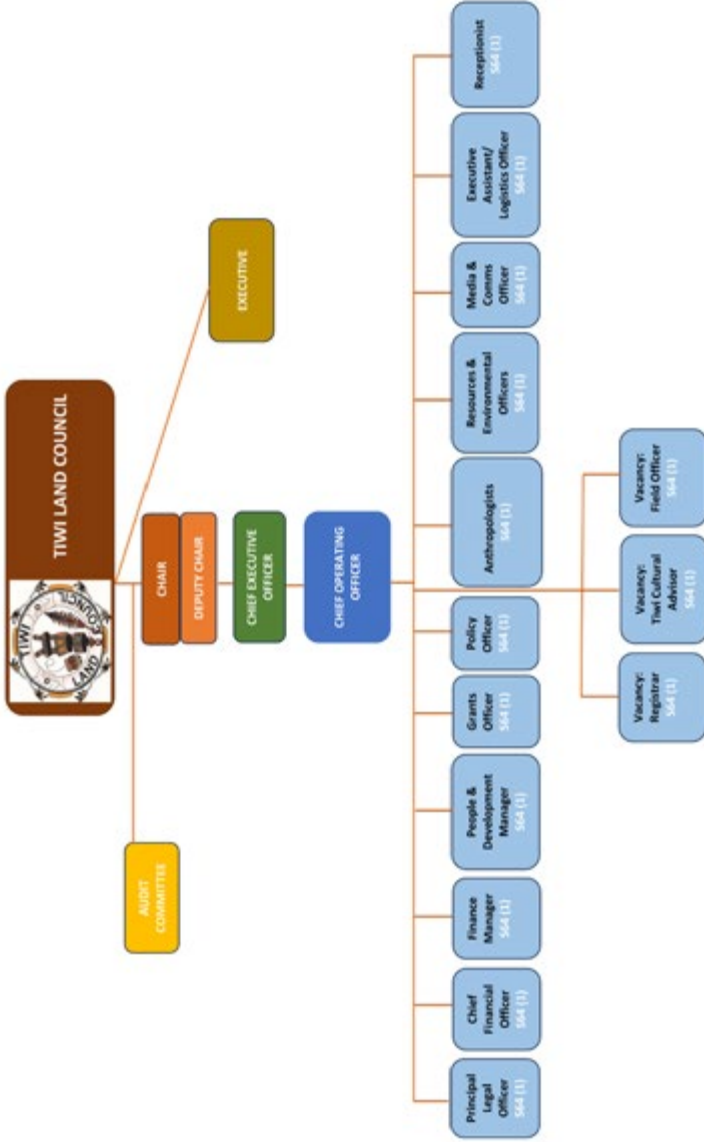 TIWI LAND COUNCIL
TIWI
LAND
COUNCIL
AUDIT
COMMITTEE
EXECUTIVE
CHAIR
DEPUTY CHAIR
CHIEF EXECUTIVE
OFFICER
CHIEF OPERATING
OFFICER
Principal
Legal
Officer
S64 (1)
Chief
Financial
Officer
S64 (1)
Finance
Manager
S64 (1)
People &
Development
Manager
S64 (1)
Grants
Officer
S64 (1)
Policy
Officer
S64 (1)
Anthropologists
S64 (1)
Resources &
Environmental
Officers
S64 (1)
Media &
Comms
Officer
S64 (1)
Executive
Assistant/
Logistics Officer
S64 (1)
Receptionist
S64 (1)
Vacancy:
Registrar
S64 (1)
Vacancy:
Tiwi Cultural
Advisor
S64 (1)
Vacancy:
Field Officer
S64 (1)